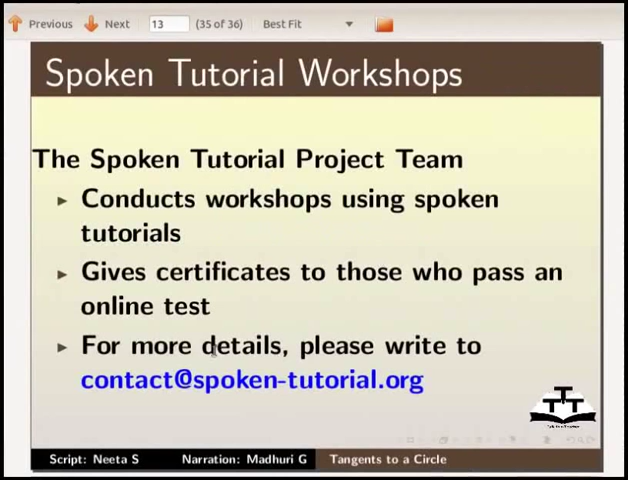 Previous Next 13 (35 of 36) Best Fit
Spoken Tutorial Workshops
The Spoken Tutorial Project Team
Conducts workshops using spoken
tutorials
Gives certificates to those who pass an
online test
For more details, please write to
contact@spoken-tutorial.org
Script: Neeta S Narration: Madhuri G Tangents to a Circle